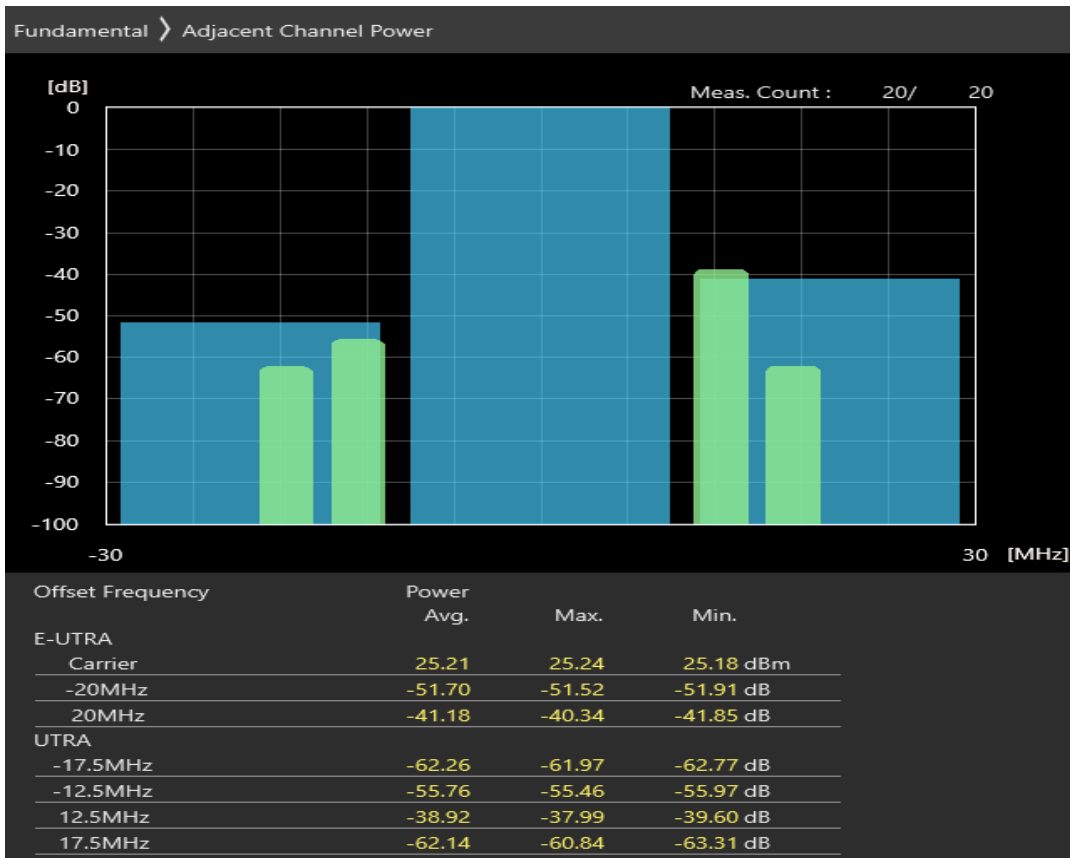 Fundamental 〉 Adjacent Channel Power
[dB]
Meas. Count : 20/ 20
0
-10
-20
-30
-40
-50
-60
-70
-80
-90
-100
-30 30 [MHz]
Offset Frequency Power
Avg. Max. Min.
E-UTRA
Carrier 25.21 25.24 25.18 dBm
-20MHz -51.70 -51.52 -51.91 dB
20MHz -41.18 -40.34 -41.85 dB
UTRA
-17.5MHz -62.26 -61.97 -62.77 dB
-12.5MHz -55.76 -55.46 -55.97 dB
12.5MHz -38.92 -37.99 -39.60 dB
17.5MHz -62.14 -60.84 -63.31 dB